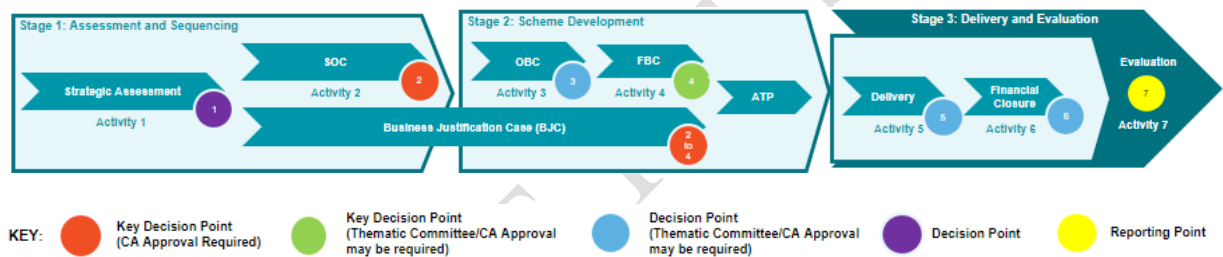 Stage 1: Assessment and Sequencing
Stage 2: Scheme Development
Stage 3: Delivery and Evaluation
SOC
2
Activity 2
Strategic Assessment
1
Activity 1
OBC
3
Activity 3
FBC
4
Activity 4
ATP
Business Justification Case (BJC)
2
to
4
Delivery
5
Activity 5
Financial
Closure
6
Activity 6
Evaluation
7
Activity 7
KEY:
Key Decision Point
(CA Approval Required)
Key Decision Point
(Thematic Committee/CA Approval
may be required)
Decision Point
(Thematic Committee/CA Approval
may be required)
Decision Point
Reporting Point